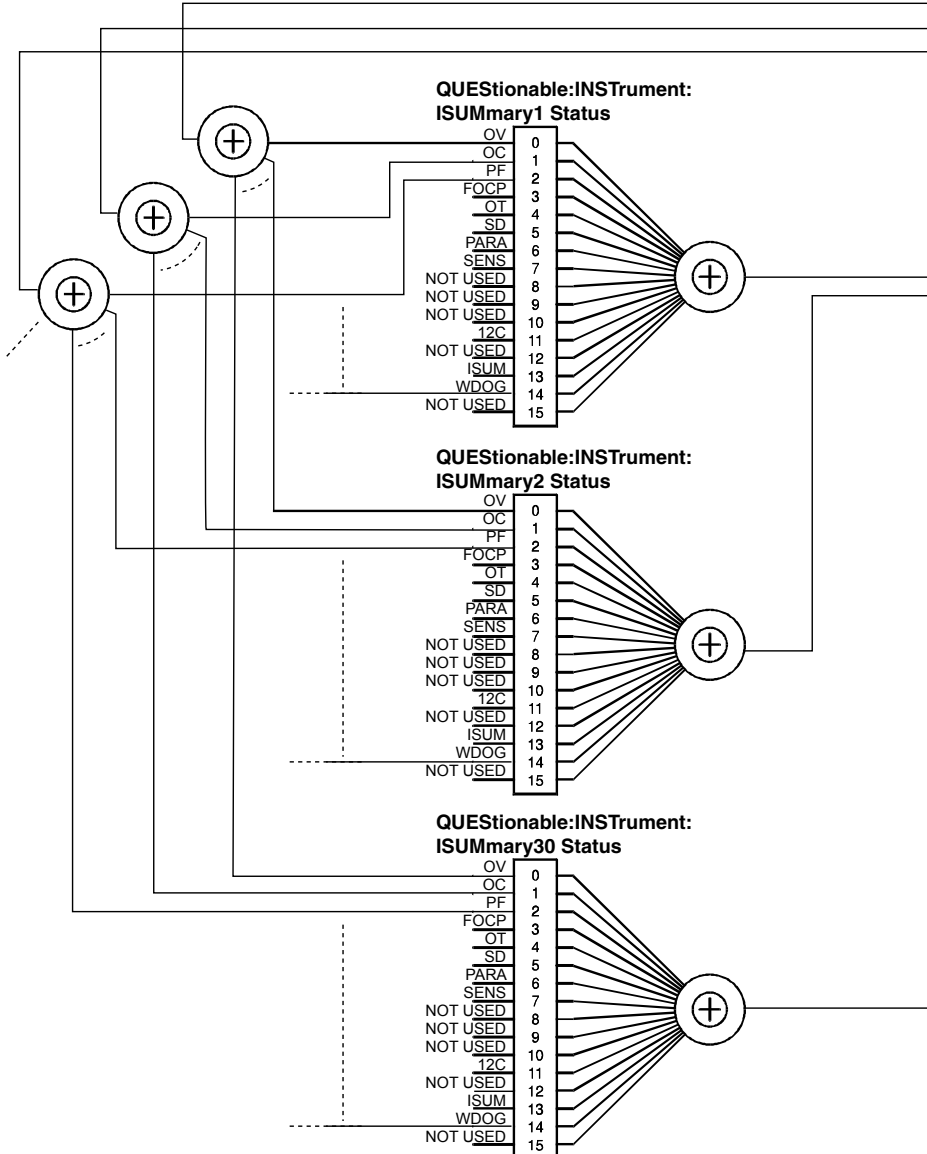 QUEStionable:INSTrument:
ISUMmary1 Status
OV 0
OC 1
PF 2
FOCP 3
OT 4
SD 5
PARA 6
SENS 7
NOT USED 8
NOT USED 9
NOT USED 10
12C 11
NOT USED 12
ISUM 13
WDOG 14
NOT USED 15
QUEStionable:INSTrument:
ISUMmary2 Status
OV 0
OC 1
PF 2
FOCP 3
OT 4
SD 5
PARA 6
SENS 7
NOT USED 8
NOT USED 9
NOT USED 10
12C 11
NOT USED 12
ISUM 13
WDOG 14
NOT USED 15
QUEStionable:INSTrument:
ISUMmary30 Status
OV 0
OC 1
PF 2
FOCP 3
OT 4
SD 5
PARA 6
SENS 7
NOT USED 8
NOT USED 9
NOT USED 10
12C 11
NOT USED 12
ISUM 13
WDOG 14
NOT USED 15